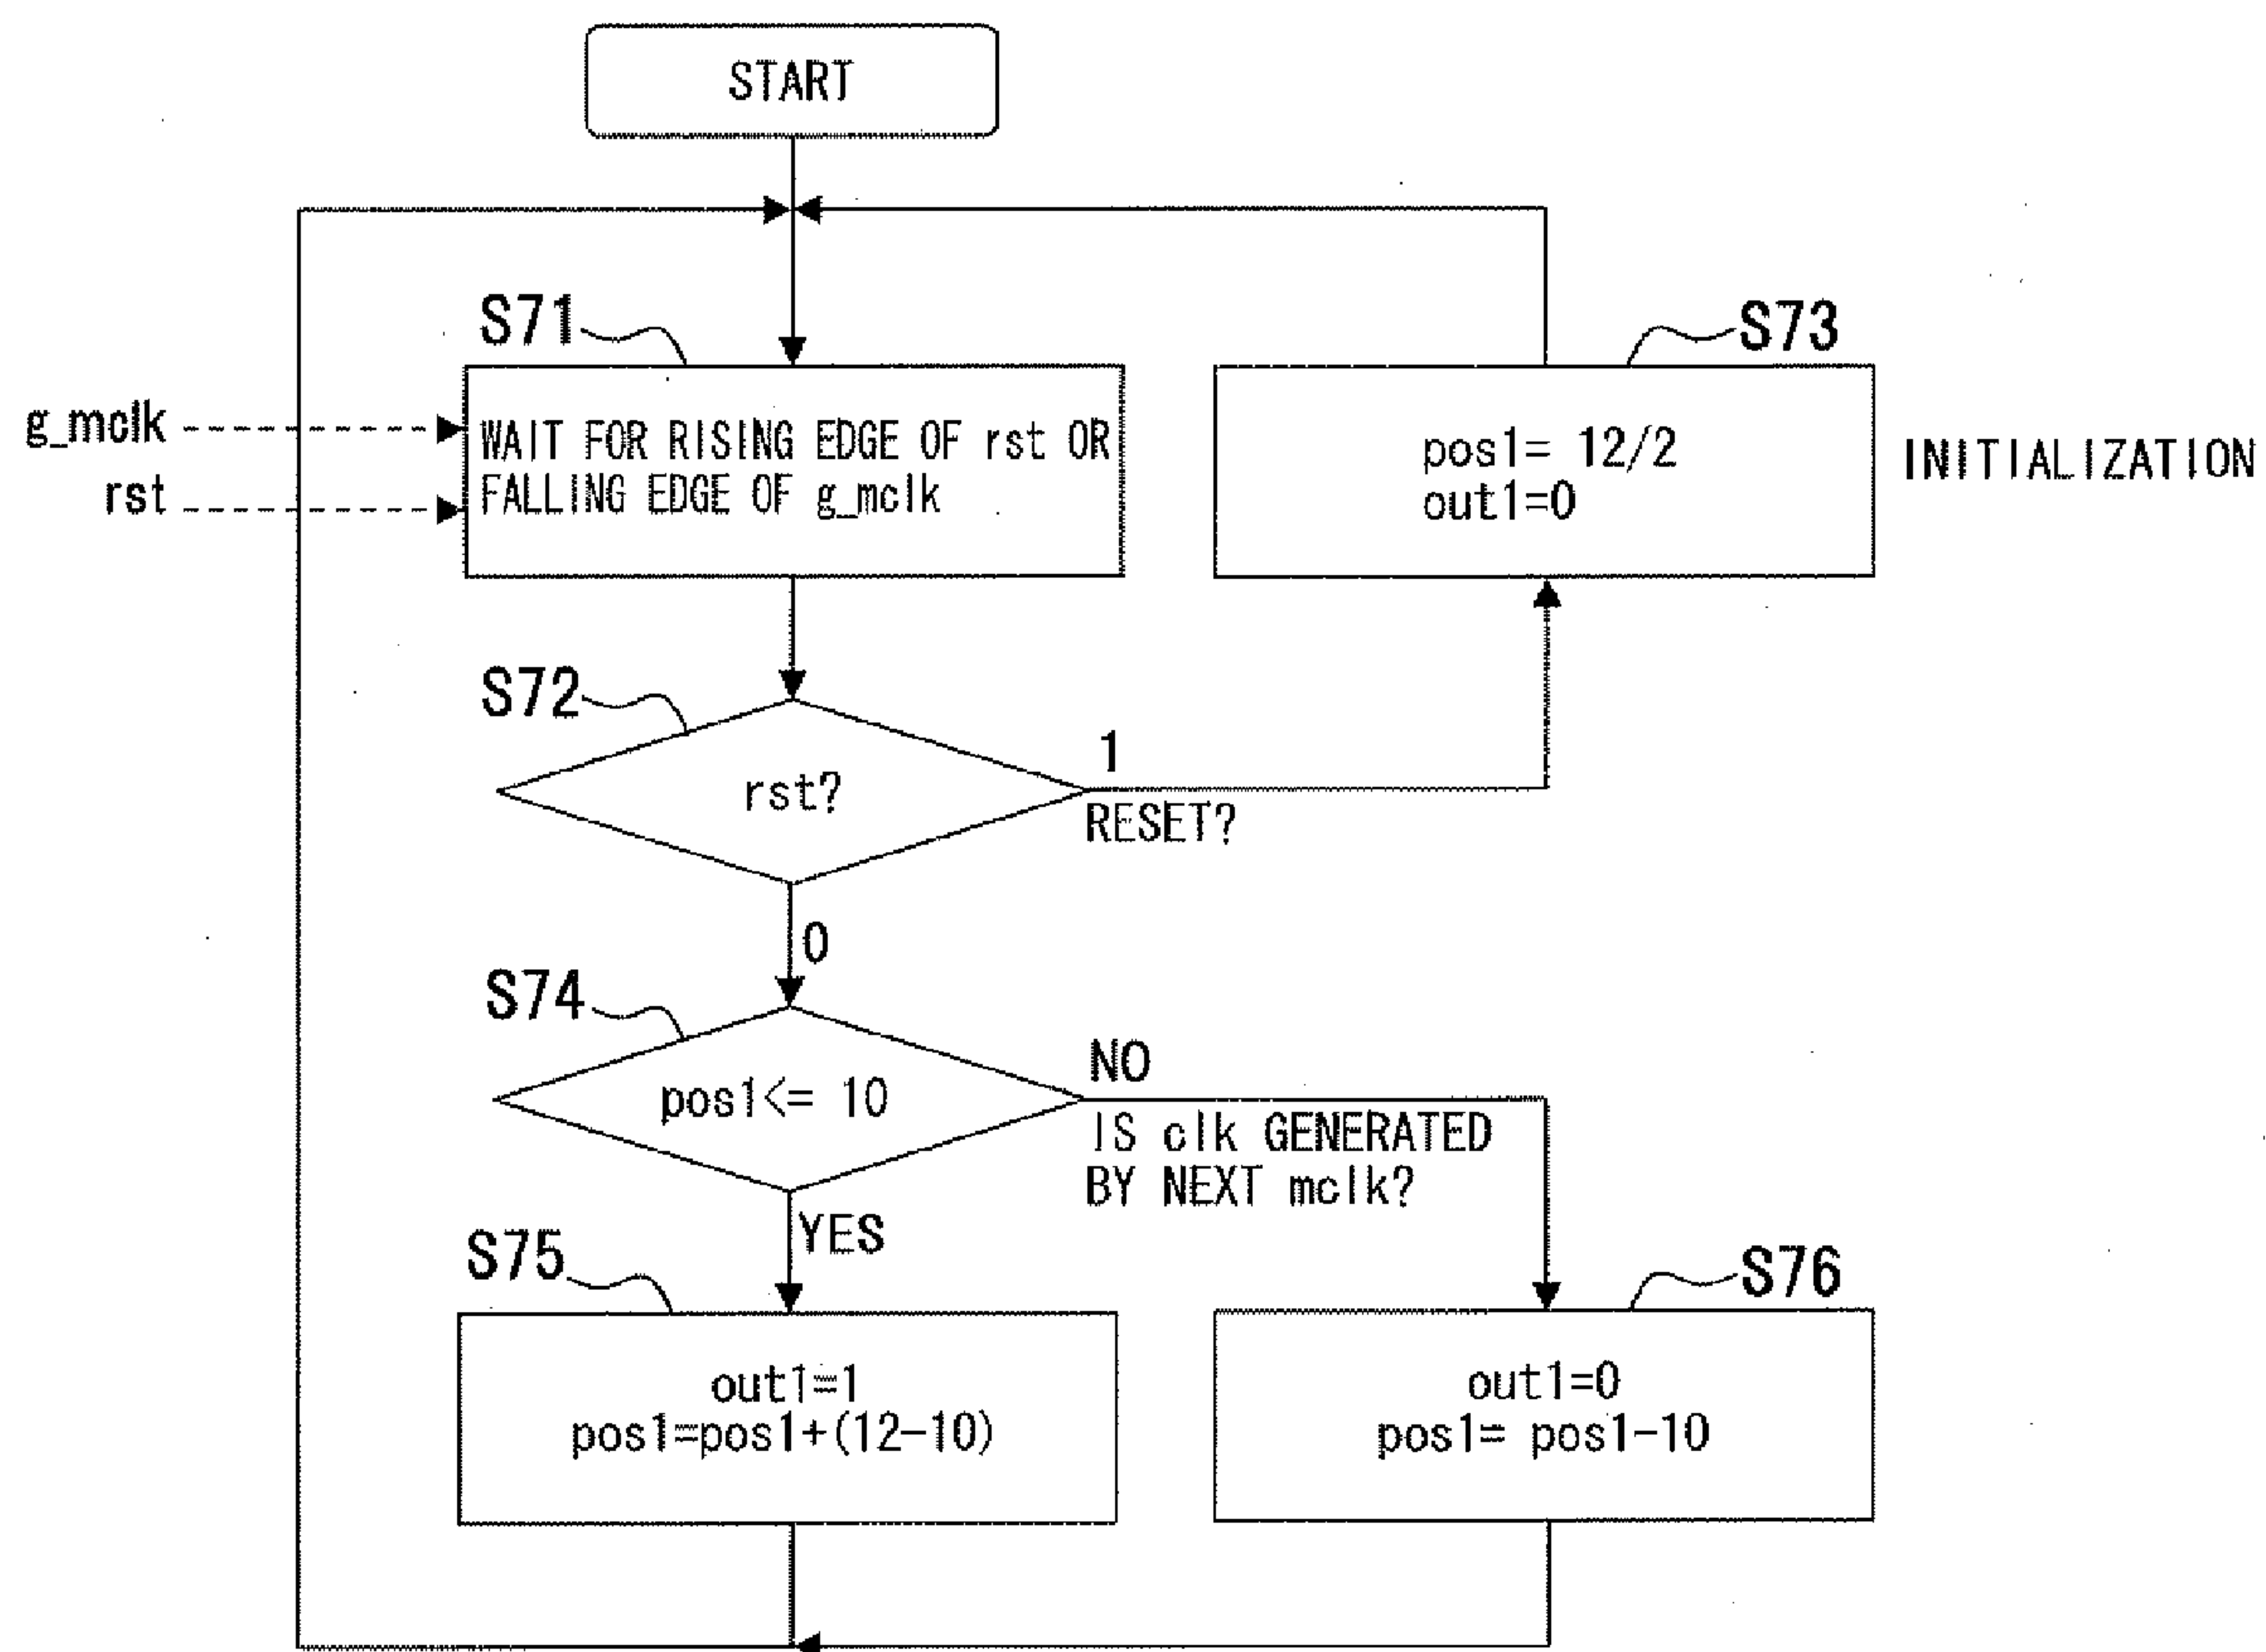 START
S71
g_mclk
rst
WAIT FOR RISING EDGE OF rst OR
FALLING EDGE OF g_mclk
S73
pos1= 12/2
out1=0
INITIALIZATION
S72
rst?
1
RESET?
0
S74
pos1<= 10
NO
IS clk GENERATED
BY NEXT mclk?
YES
S75
out1=1
pos1=pos1+(12-10)
S76
out1=0
pos1= pos1-10